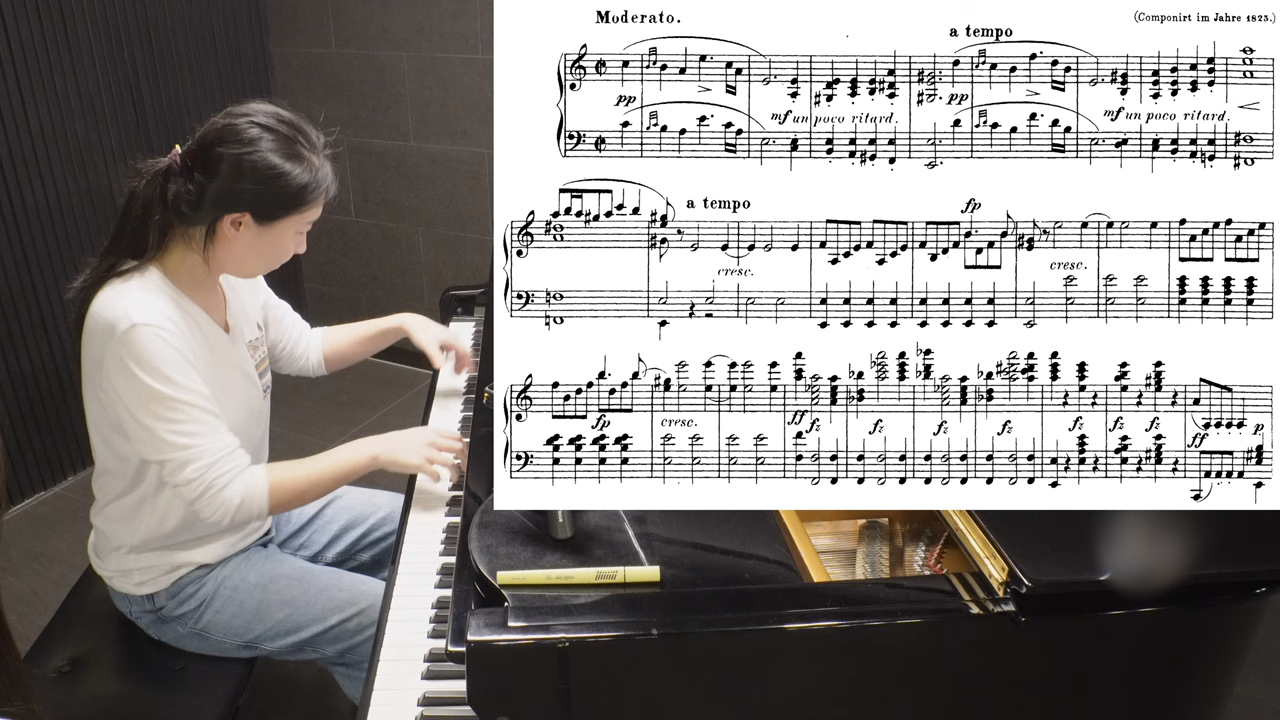 Moderato.
(Componirt im Jahre 1825.)
a tempo
pp
pp
mf un poco ritard.
mf un poco ritard.
a tempo
fp
cresc.
cresc.
fp
cresc.
ff
fz
fz
fz
fz
fz
fz
fz
ff
p